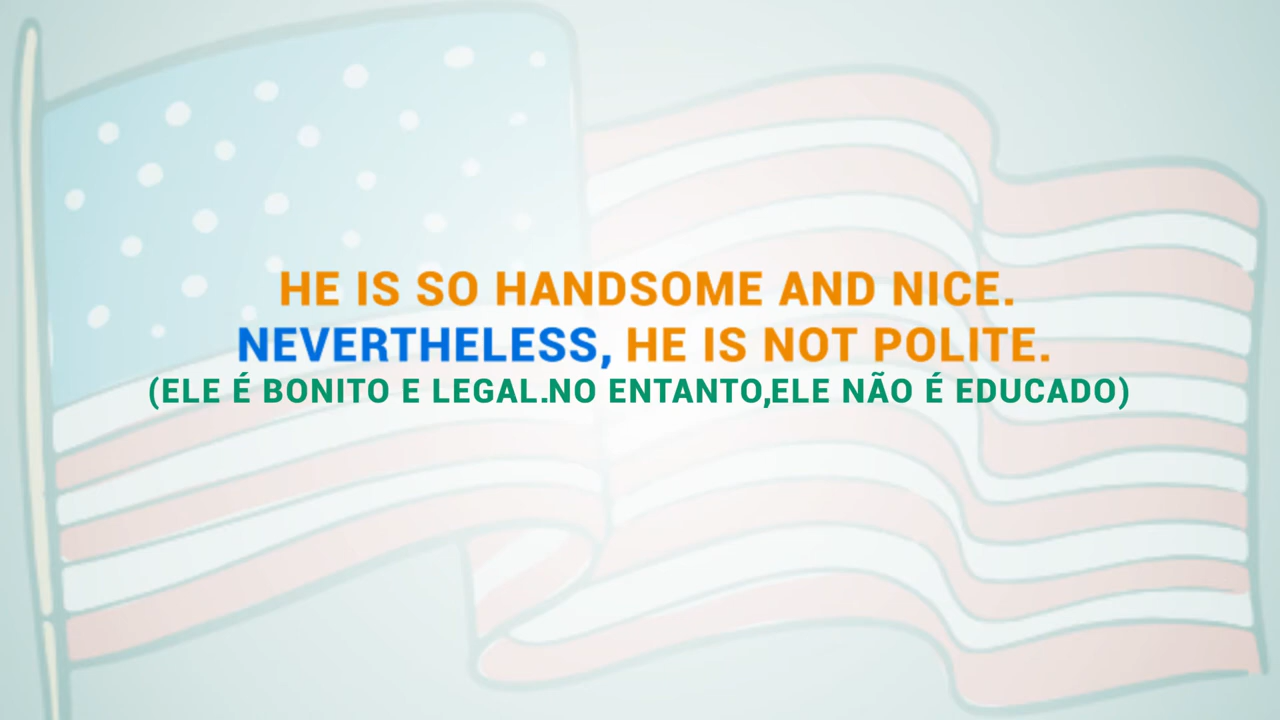 HE IS SO HANDSOME AND NICE.
NEVERTHELESS, HE IS NOT POLITE.
(ELE É BONITO E LEGAL.NO ENTANTO,ELE NÃO É EDUCADO)